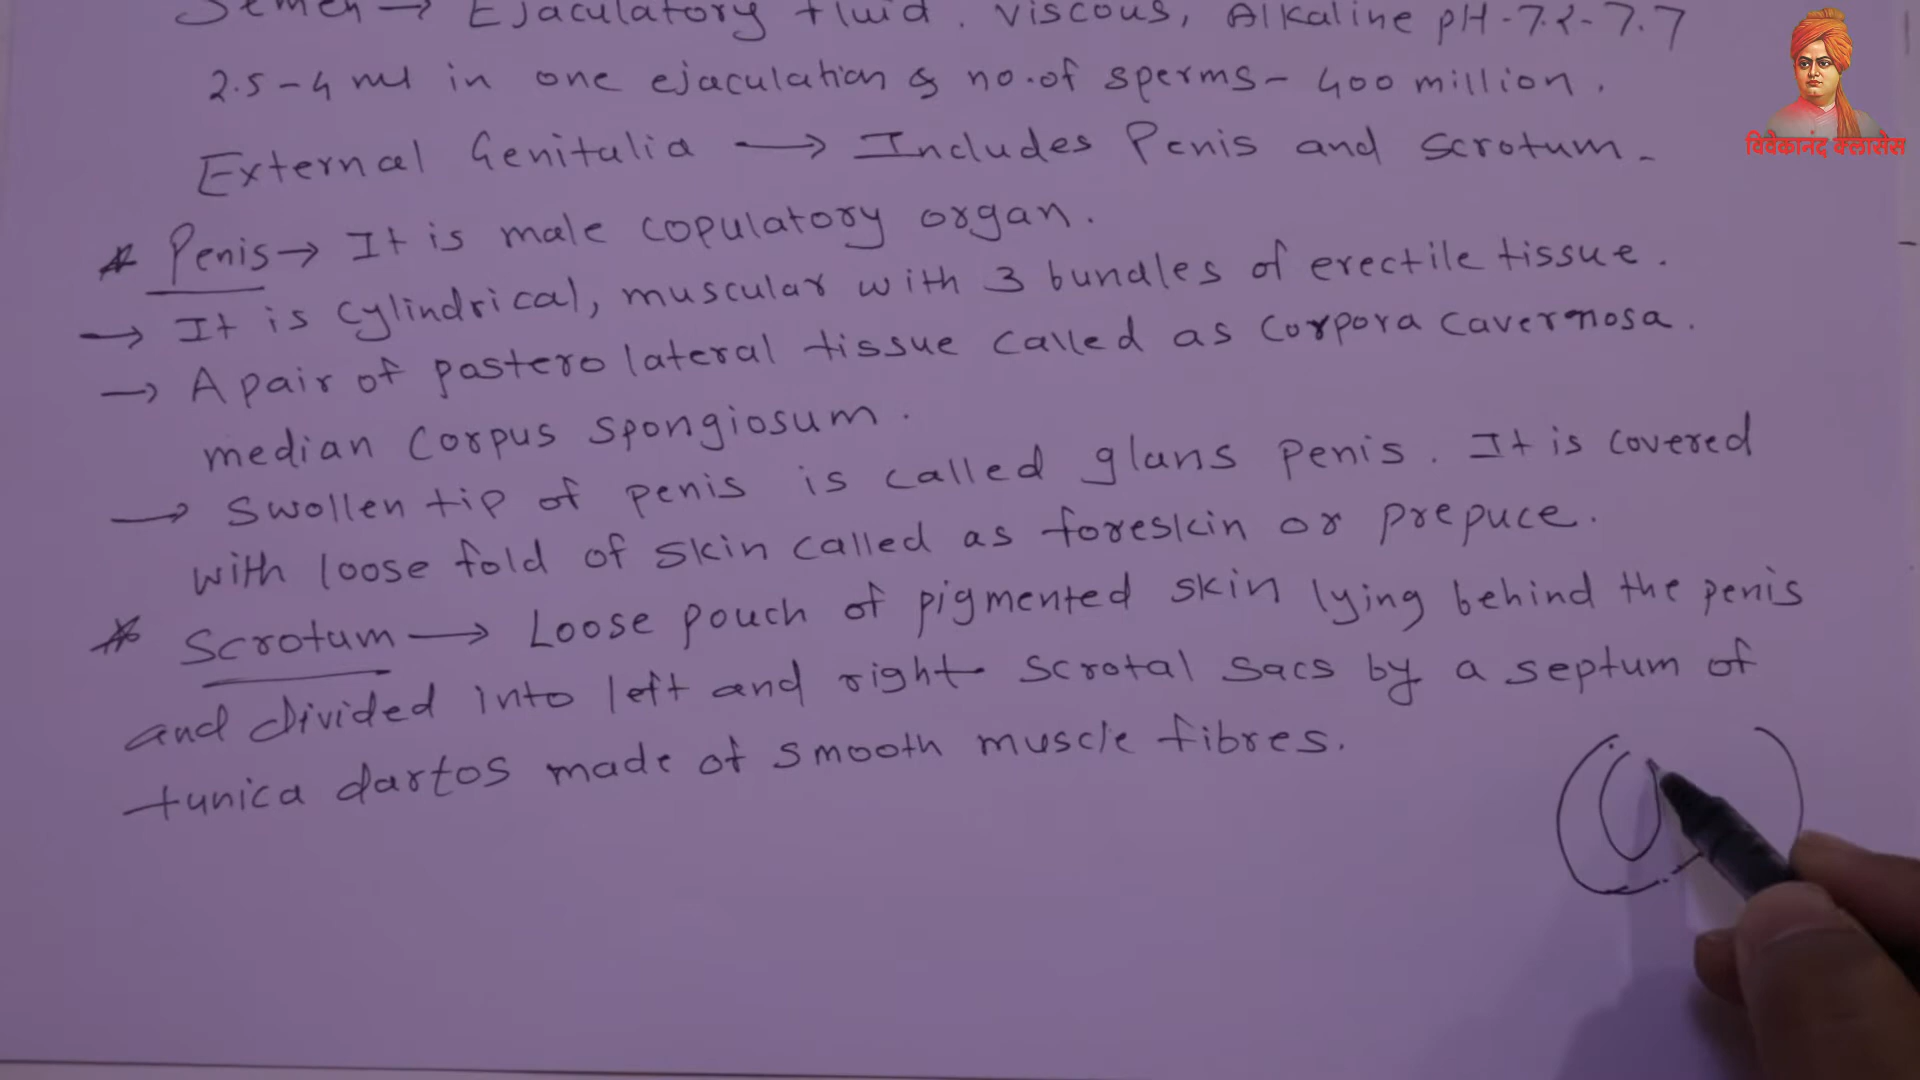 Semen → Ejaculatory fluid. Viscous, Alkaline pH-7.2-7.7
2.5-4 ml in one ejaculation & no.of sperms- 400 million.
External Genitalia → Includes Penis and scrotum-
* Penis → It is male copulatory organ.
→ It is cylindrical, muscular with 3 bundles of erectile tissue.
→ A pair of pastero lateral tissue called as corpora cavernosa.
median corpus spongiosum.
→ Swollen tip of penis is called glans penis. It is covered
with loose fold of skin called as foreskin or prepuce.
* Scrotum → Loose pouch of pigmented skin lying behind the penis
and divided into left and right scrotal sacs by a septum of
tunica dartos made of smooth muscle fibres.
विवेकानंद क्लासेस